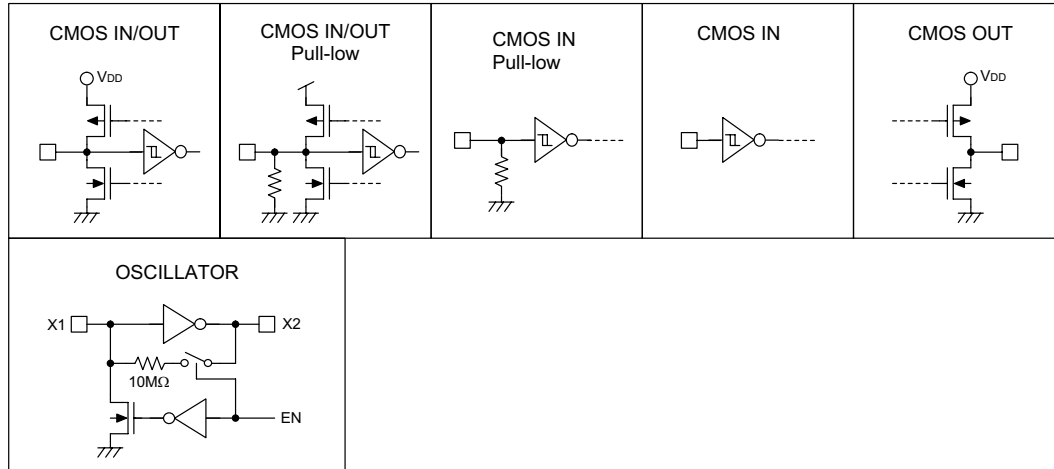 CMOS IN/OUT
VDD
CMOS IN/OUT
Pull-low
CMOS IN
Pull-low
CMOS IN
CMOS OUT
VDD
OSCILLATOR
X1
X2
10MΩ
EN